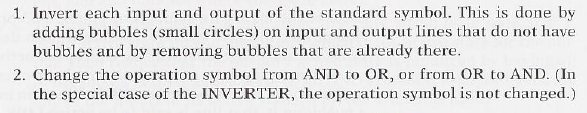 1. Invert each input and output of the standard symbol. This is done by
adding bubbles (small circles) on input and output lines that do not have
bubbles and by removing bubbles that are already there.
2. Change the operation symbol from AND to OR, or from OR to AND. (In
the special case of the INVERTER, the operation symbol is not changed.)